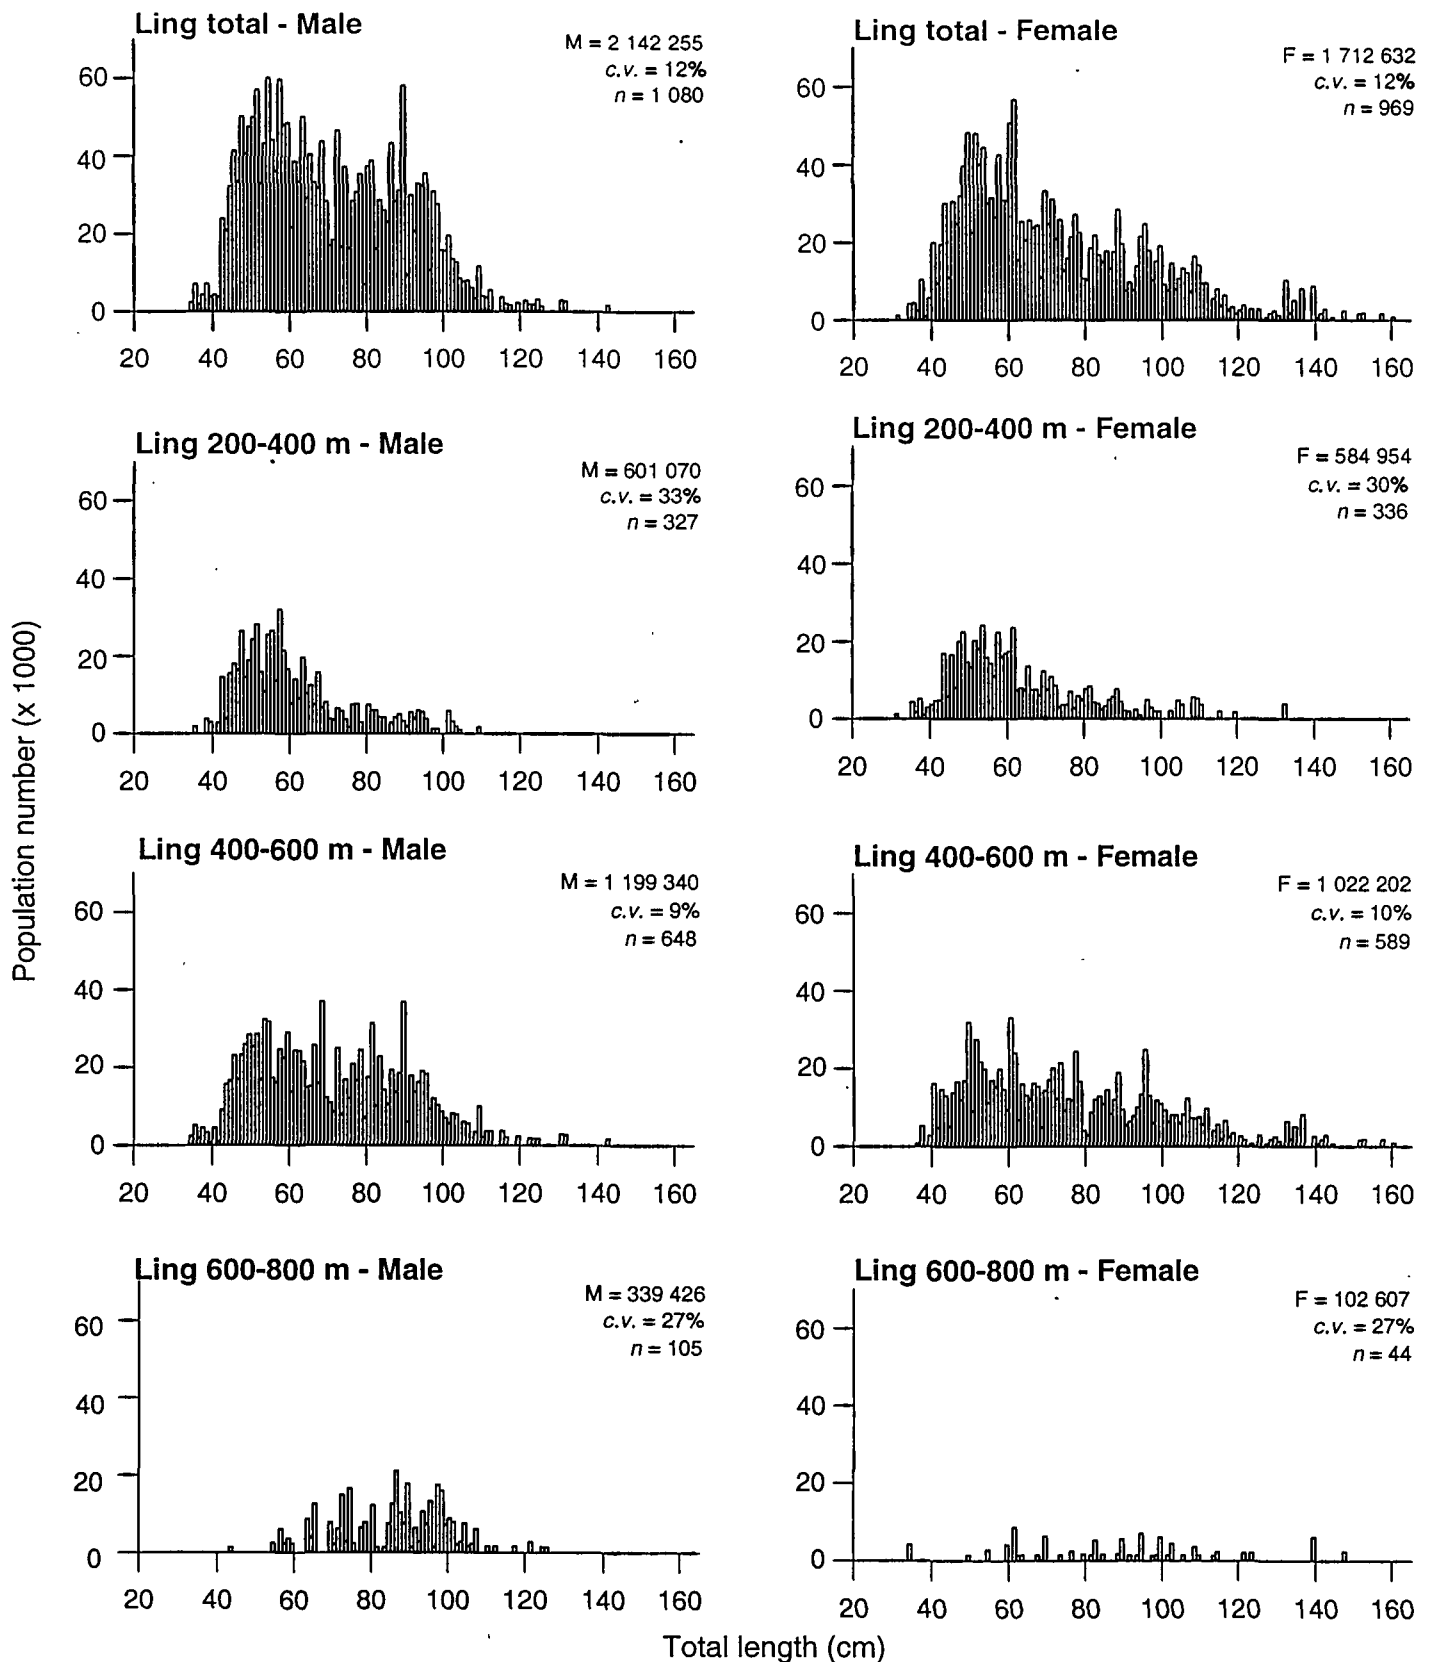 Ling total - Male
M = 2 142 255
c.v. = 12%
n = 1 080
60
40
20
0
20 40 60 80 100 120 140 160
Ling total - Female
F = 1 712 632
c.v. = 12%
n = 969
60
40
20
0
20 40 60 80 100 120 140 160
Ling 200-400 m - Male
M = 601 070
c.v. = 33%
n = 327
60
40
20
0
20 40 60 80 100 120 140 160
Ling 200-400 m - Female
F = 584 954
c.v. = 30%
n = 336
60
40
20
0
20 40 60 80 100 120 140 160
Population number (x 1000)
Ling 400-600 m - Male
M = 1 199 340
c.v. = 9%
n = 648
60
40
20
0
20 40 60 80 100 120 140 160
Ling 400-600 m - Female
F = 1 022 202
c.v. = 10%
n = 589
60
40
20
0
20 40 60 80 100 120 140 160
Ling 600-800 m - Male
M = 339 426
c.v. = 27%
n = 105
60
40
20
0
20 40 60 80 100 120 140 160
Ling 600-800 m - Female
F = 102 607
c.v. = 27%
n = 44
60
40
20
0
20 40 60 80 100 120 140 160
Total length (cm)